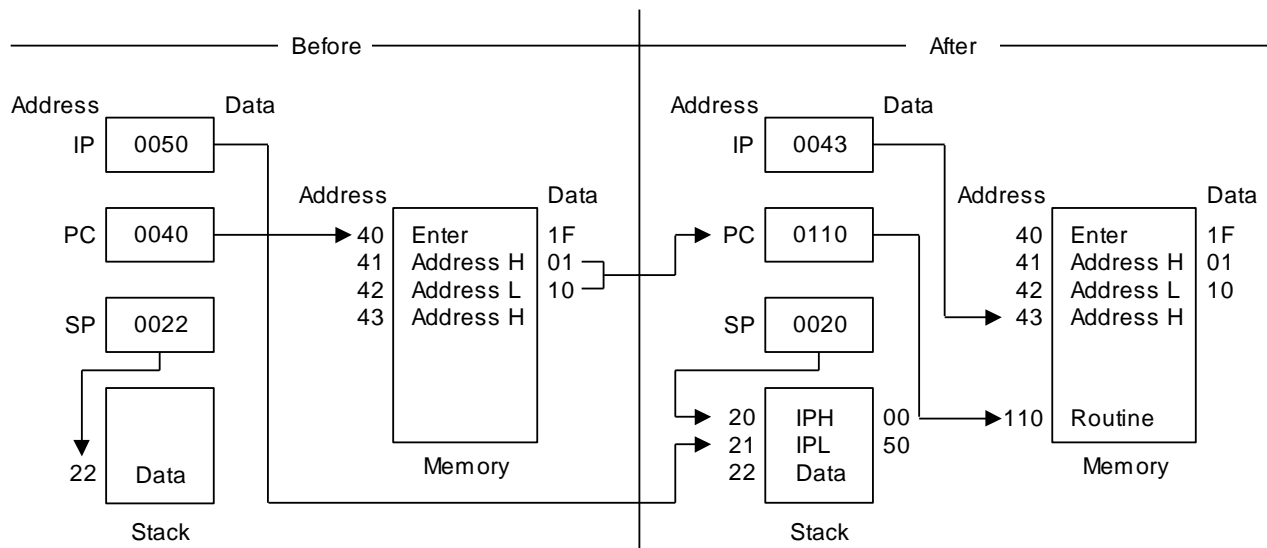 Before
Address Data
IP 0050
Address Data
PC 0040
40 Enter 1F
41 Address H 01
42 Address L 10
43 Address H
SP 0022
22 Data
Memory
Stack
After
Address Data
IP 0043
Address Data
PC 0110
40 Enter 1F
41 Address H 01
42 Address L 10
43 Address H
SP 0020
20 IPH 00
21 IPL 50
22 Data
110 Routine
Memory
Stack